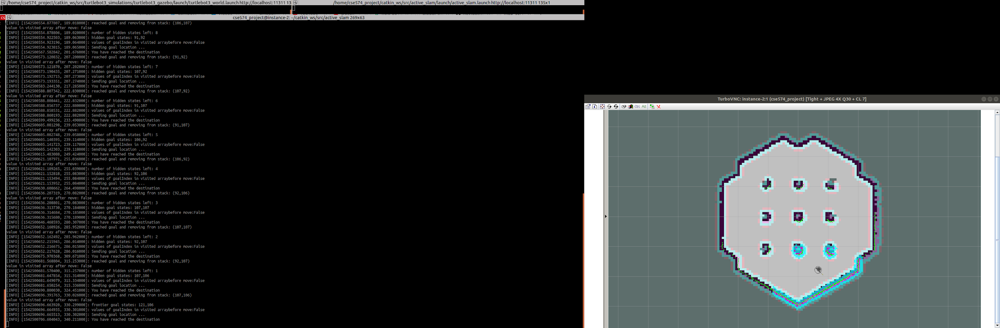 /home/cse574_project/catkin_ws/src/turtlebot3_simulations/turtlebot3_gazebo/launch/turtlebot3_world.launch http://localhost:11311 13
/home/cse574_project/catkin_ws/src/active_slam/launch/active_slam.launch http://localhost:11311 135x1
cs
cse574_project@instance-2: ~/catkin_ws/src/active_slam 269x63
[INFO] [1542500554.877807, 189.018000]: reached goal and removing from stack: (106,107)
value in visited array after move: False
[INFO] [1542500554.878806, 189.020000]: number of hidden states left: 8
[INFO] [1542500554.922503, 189.063000]: hidden goal states: 91,92
[INFO] [1542500554.923196, 189.064000]: values of goalIndex in visited arraybefore move:False
[INFO] [1542500554.923815, 189.065000]: Sending goal location ...
[INFO] [1542500567.582842, 201.676000]: You have reached the destination
[INFO] [1542500573.120832, 207.200000]: reached goal and removing from stack: (91,92)
value in visited array after move: False
[INFO] [1542500573.121870, 207.202000]: number of hidden states left: 7
[INFO] [1542500573.190435, 207.271000]: hidden goal states: 107,92
[INFO] [1542500573.192715, 207.273000]: values of goalIndex in visited arraybefore move:False
[INFO] [1542500573.193351, 207.274000]: Sending goal location ...
[INFO] [1542500583.244130, 217.285000]: You have reached the destination
[INFO] [1542500588.807342, 222.830000]: reached goal and removing from stack: (107,92)
value in visited array after move: False
[INFO] [1542500588.808441, 222.832000]: number of hidden states left: 6
[INFO] [1542500588.856737, 222.880000]: hidden goal states: 91,107
[INFO] [1542500588.858531, 222.882000]: values of goalIndex in visited arraybefore move:False
[INFO] [1542500588.860193, 222.882000]: Sending goal location ...
[INFO] [1542500599.499236, 233.490000]: You have reached the destination
[INFO] [1542500605.081298, 239.053000]: reached goal and removing from stack: (91,107)
value in visited array after move: False
[INFO] [1542500605.082748, 239.058000]: number of hidden states left: 5
[INFO] [1542500605.140395, 239.114000]: hidden goal states: 106,92
[INFO] [1542500605.141723, 239.117000]: values of goalIndex in visited arraybefore move:False
[INFO] [1542500605.142303, 239.118000]: Sending goal location ...
[INFO] [1542500615.483088, 249.424000]: You have reached the destination
[INFO] [1542500621.107971, 255.036000]: reached goal and removing from stack: (106,92)
value in visited array after move: False
[INFO] [1542500621.109265, 255.039000]: number of hidden states left: 4
[INFO] [1542500621.152818, 255.083000]: hidden goal states: 92,106
[INFO] [1542500621.153494, 255.084000]: values of goalIndex in visited arraybefore move:False
[INFO] [1542500621.153952, 255.084000]: Sending goal location ...
[INFO] [1542500630.608662, 264.498000]: You have reached the destination
[INFO] [1542500636.207319, 270.082000]: reached goal and removing from stack: (92,106)
value in visited array after move: False
[INFO] [1542500636.208801, 270.083000]: number of hidden states left: 3
[INFO] [1542500636.313730, 270.184000]: hidden goal states: 107,107
[INFO] [1542500636.314684, 270.185000]: values of goalIndex in visited arraybefore move:False
[INFO] [1542500636.315680, 270.189000]: Sending goal location ...
[INFO] [1542500646.468593, 280.307000]: You have reached the destination
[INFO] [1542500652.160926, 285.952000]: reached goal and removing from stack: (107,107)
value in visited array after move: False
[INFO] [1542500652.162492, 285.962000]: number of hidden states left: 2
[INFO] [1542500652.215945, 286.014000]: hidden goal states: 92,107
[INFO] [1542500652.216675, 286.015000]: values of goalIndex in visited arraybefore move:False
[INFO] [1542500652.217628, 286.016000]: Sending goal location ...
[INFO] [1542500675.970368, 309.671000]: You have reached the destination
[INFO] [1542500681.568804, 315.253000]: reached goal and removing from stack: (92,107)
value in visited array after move: False
[INFO] [1542500681.570400, 315.257000]: number of hidden states left: 1
[INFO] [1542500681.647854, 315.314000]: hidden goal states: 107,106
[INFO] [1542500681.649079, 315.334000]: values of goalIndex in visited arraybefore move:False
[INFO] [1542500681.650254, 315.336000]: Sending goal location ...
[INFO] [1542500690.800030, 324.451000]: You have reached the destination
[INFO] [1542500696.391763, 330.026000]: reached goal and removing from stack: (107,106)
value in visited array after move: False
[INFO] [1542500696.663920, 330.299000]: frontier goal states: 121,106
[INFO] [1542500696.664935, 330.301000]: values of goalIndex in visited arraybefore move:False
[INFO] [1542500696.665513, 330.302000]: Sending goal location ...
[INFO] [1542500706.604043, 340.211000]: You have reached the destination
TurboVNC: instance-2:1 (cse574_project) [Tight + JPEG 4X Q30 + CL 7]
Ctrl Alt